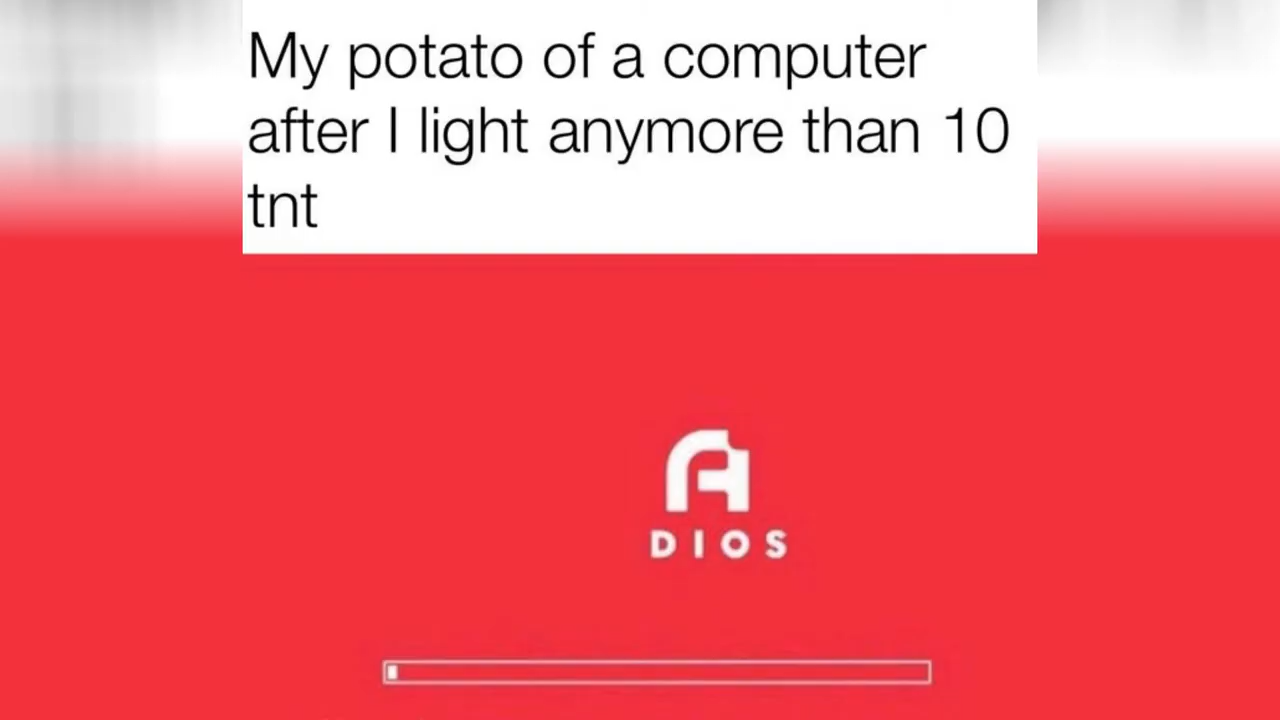 My potato of a computer
after I light anymore than 10
tnt
A
DIOS